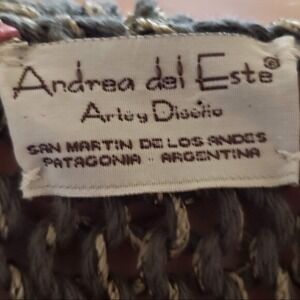 Andrea del Este®
Arte y Diseño
SAN MARTIN DE LOS ANDES
PATAGONIA - ARGENTINA